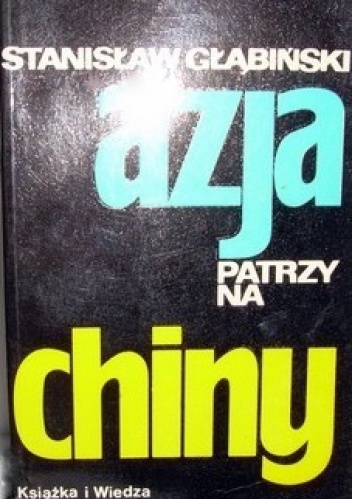 STANISŁAW GŁĄBIŃSKI
azja
PATRZY
NA
chiny
Książka i Wiedza